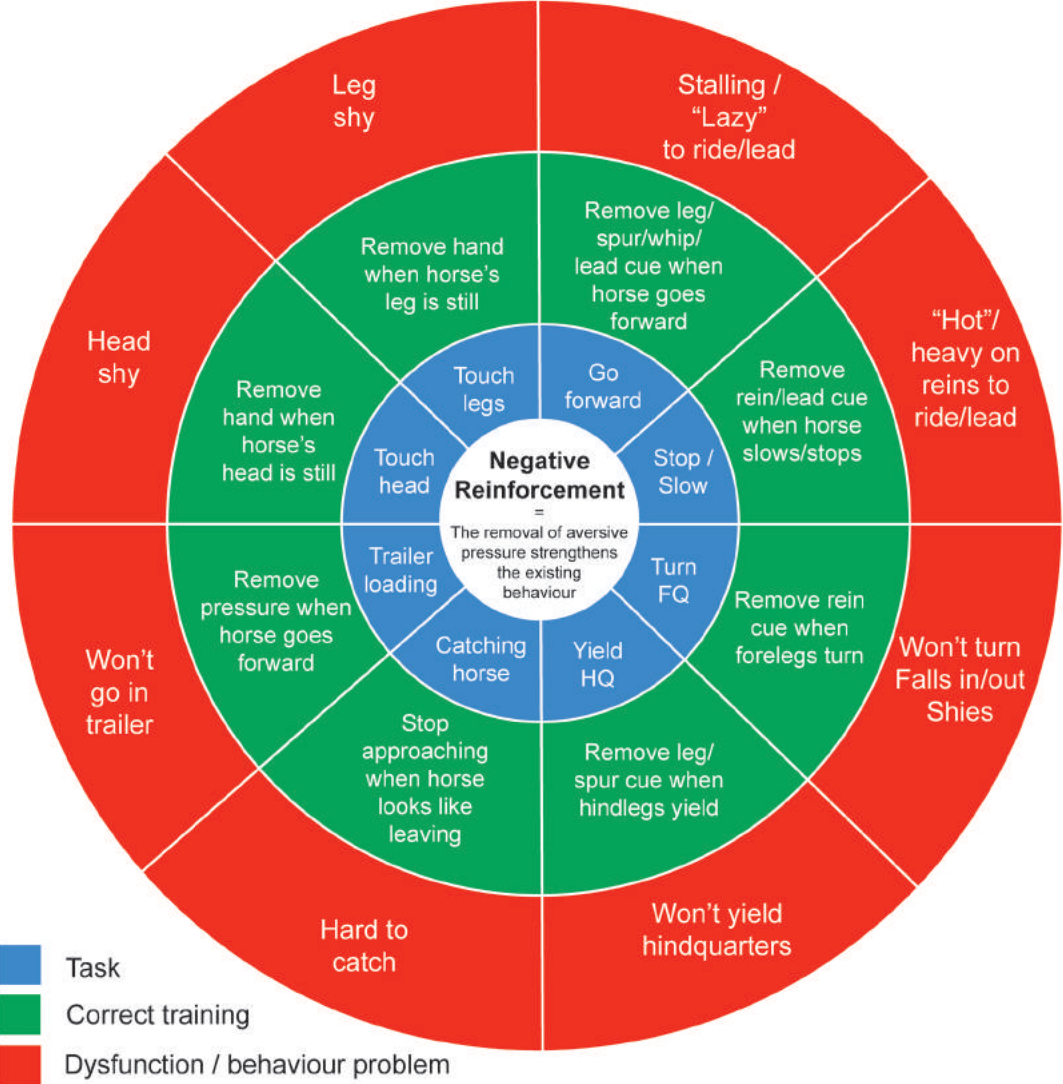 Leg
shy
Stalling /
“Lazy”
to ride/lead
“Hot”/
heavy on
reins to
ride/lead
Won’t turn
Falls in/out
Shies
Won’t yield
hindquarters
Hard to
catch
Won’t
go in
trailer
Head
shy
Remove hand
when horse’s
leg is still
Remove leg/
spur/whip/
lead cue when
horse goes
forward
Remove
rein/lead cue
when horse
slows/stops
Remove rein
cue when
forelegs turn
Remove leg/
spur cue when
hindlegs yield
Stop
approaching
when horse
looks like
leaving
Remove
pressure when
horse goes
forward
Remove
hand when
horse’s
head is still
Touch
legs
Go
forward
Stop /
Slow
Turn
FQ
Yield
HQ
Catching
horse
Trailer
loading
Touch
head
Negative
Reinforcement
=
The removal of aversive
pressure strengthens
the existing
behaviour
Task
Correct training
Dysfunction / behaviour problem